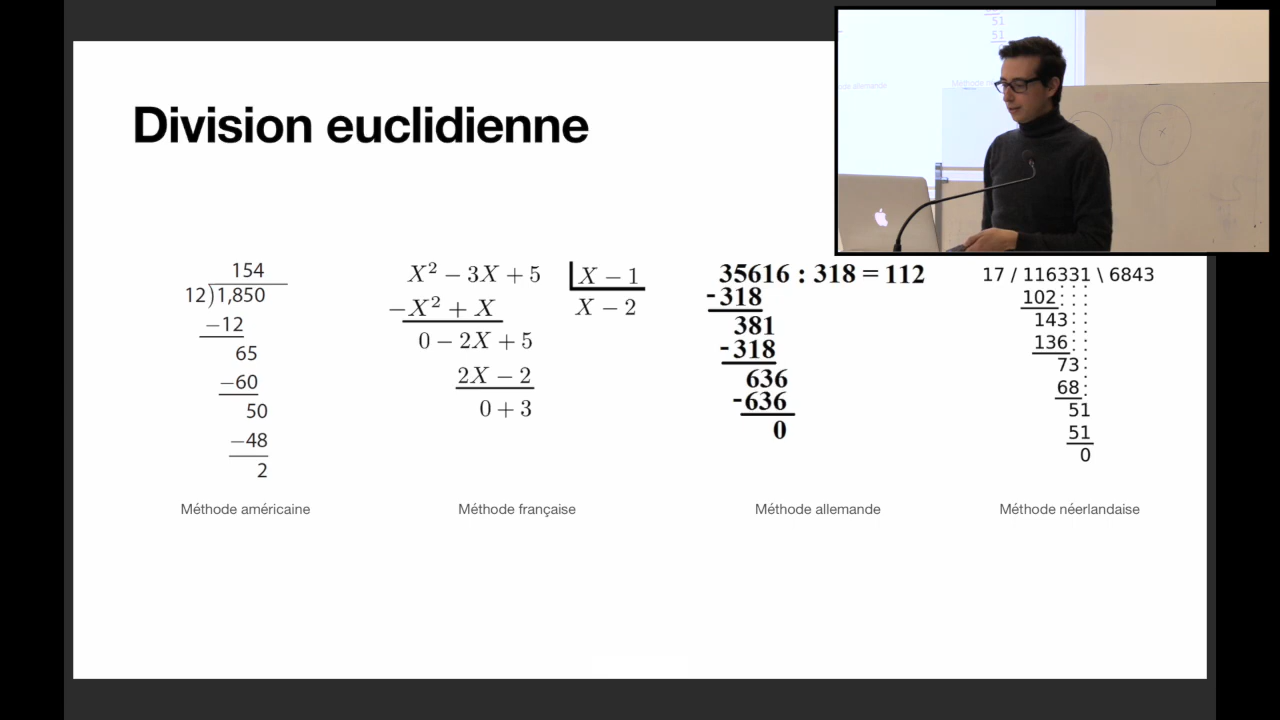 Division euclidienne
154
12)1,850
−12
65
−60
50
−48
2
Méthode américaine
X² − 3X + 5 X − 1
−X² + X X − 2
0 − 2X + 5
2X − 2
0 + 3
Méthode française
35616 : 318 = 112
-318
381
-318
636
-636
0
Méthode allemande
17 / 116331 \ 6843
102
143
136
73
68
51
51
0
Méthode néerlandaise
51
51